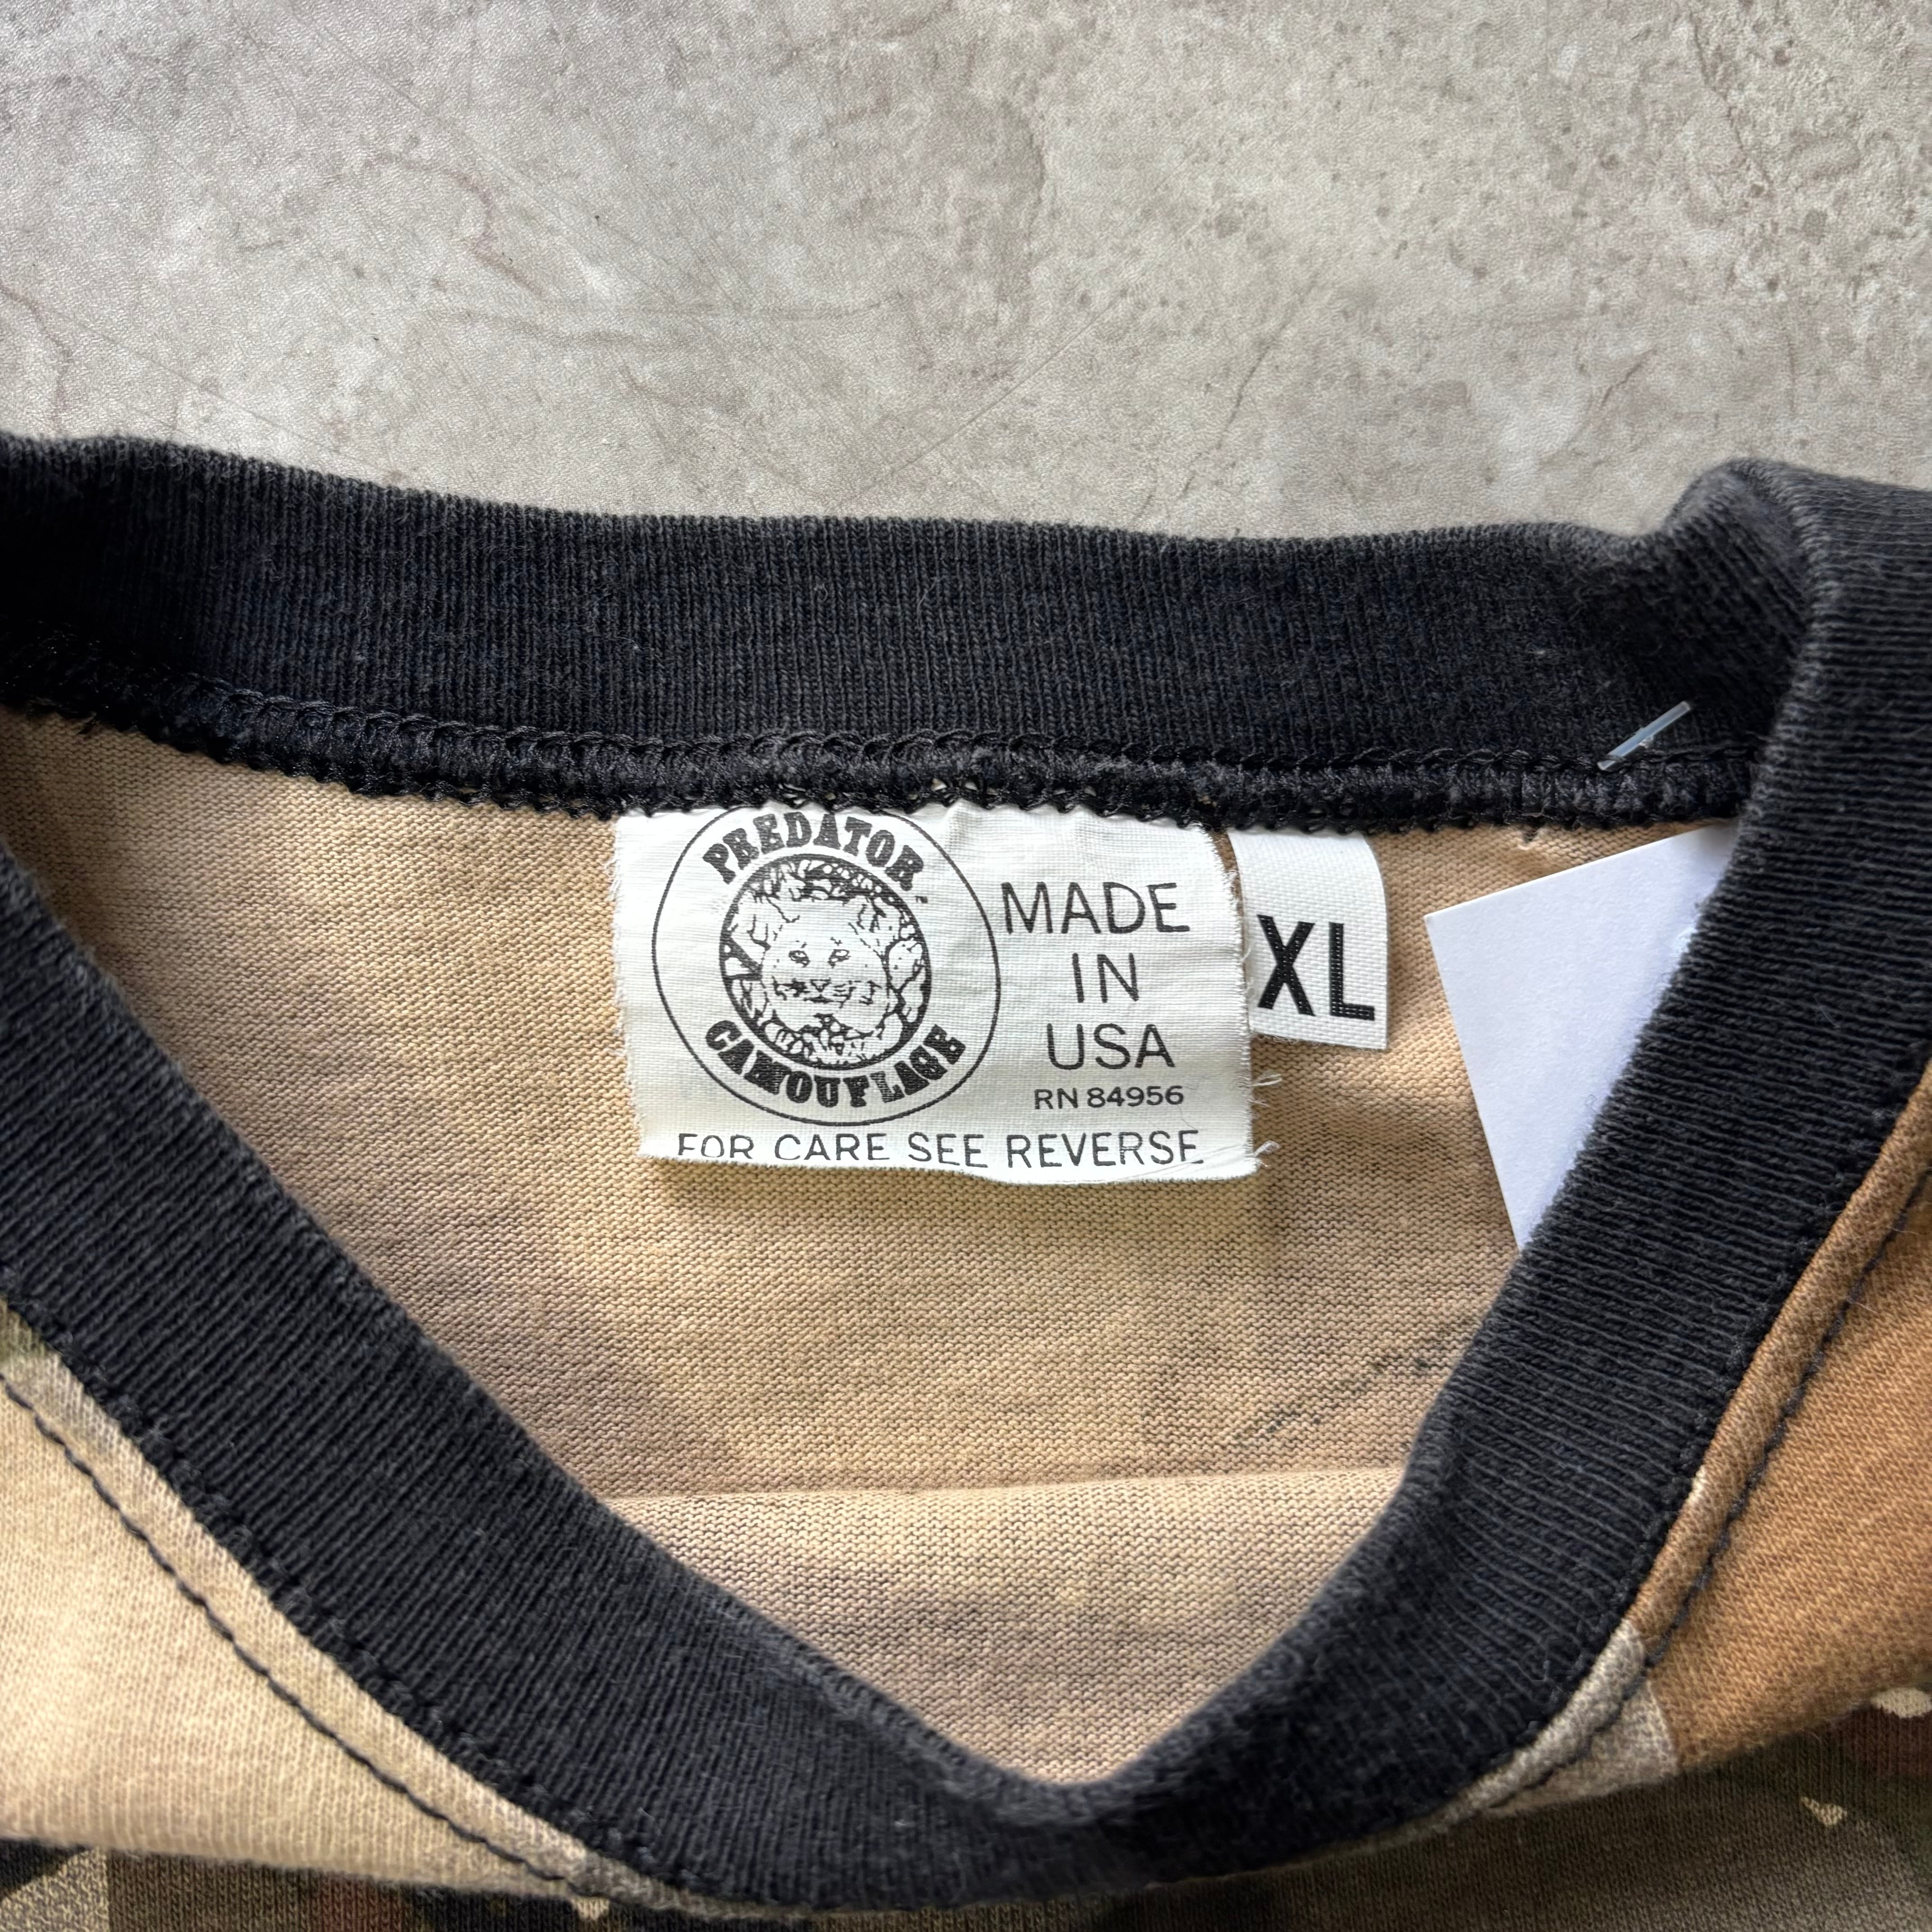 PREDATOR
CAMOUFLAGE
MADE
IN
USA
RN 84956
FOR CARE SEE REVERSE
XL